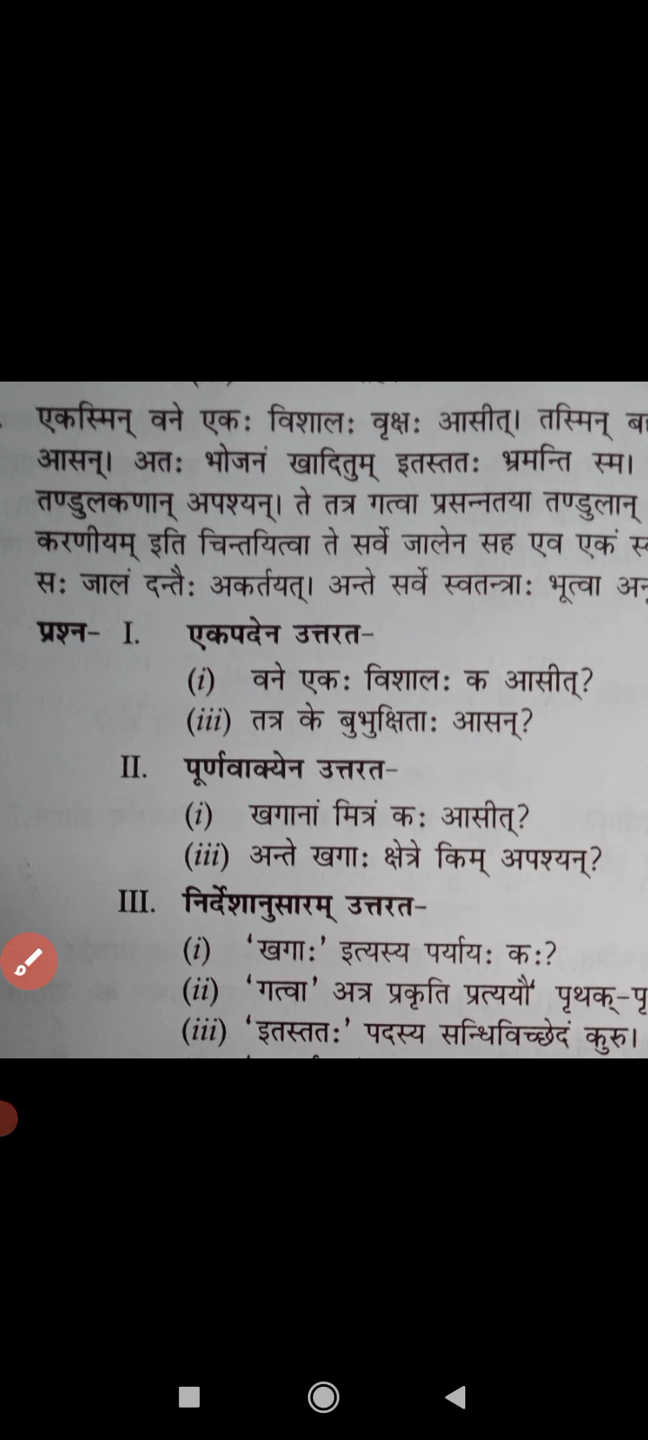 एकस्मिन् वने एकः विशालः वृक्षः आसीत्। तस्मिन्
आसन्। अतः भोजनं खादितुम् इतस्ततः भ्रमन्ति स्म।
तण्डुलकणान् अपश्यन्। ते तत्र गत्वा प्रसन्नतया तण्डुलान्
करणीयम् इति चिन्तयित्वा ते सर्वे जालेन सह एव एकं
सः जालं दन्तैः अकर्तयत्। अन्ते सर्वे स्वतन्त्राः भूत्वा
प्रश्न- I. एकपदेन उत्तरत-
(i) वने एकः विशालः क आसीत्?
(iii) तत्र के बुभुक्षिताः आसन्?
II. पूर्णवाक्येन उत्तरत-
(i) खगानां मित्रं कः आसीत्?
(iii) अन्ते खगाः क्षेत्रे किम् अपश्यन्?
III. निर्देशानुसारम् उत्तरत-
(i) 'खगाः' इत्यस्य पर्यायः कः?
(ii) 'गत्वा' अत्र प्रकृति प्रत्ययौ पृथक्-पृ
(iii) 'इतस्ततः' पदस्य सन्धिविच्छेदं कुरु।